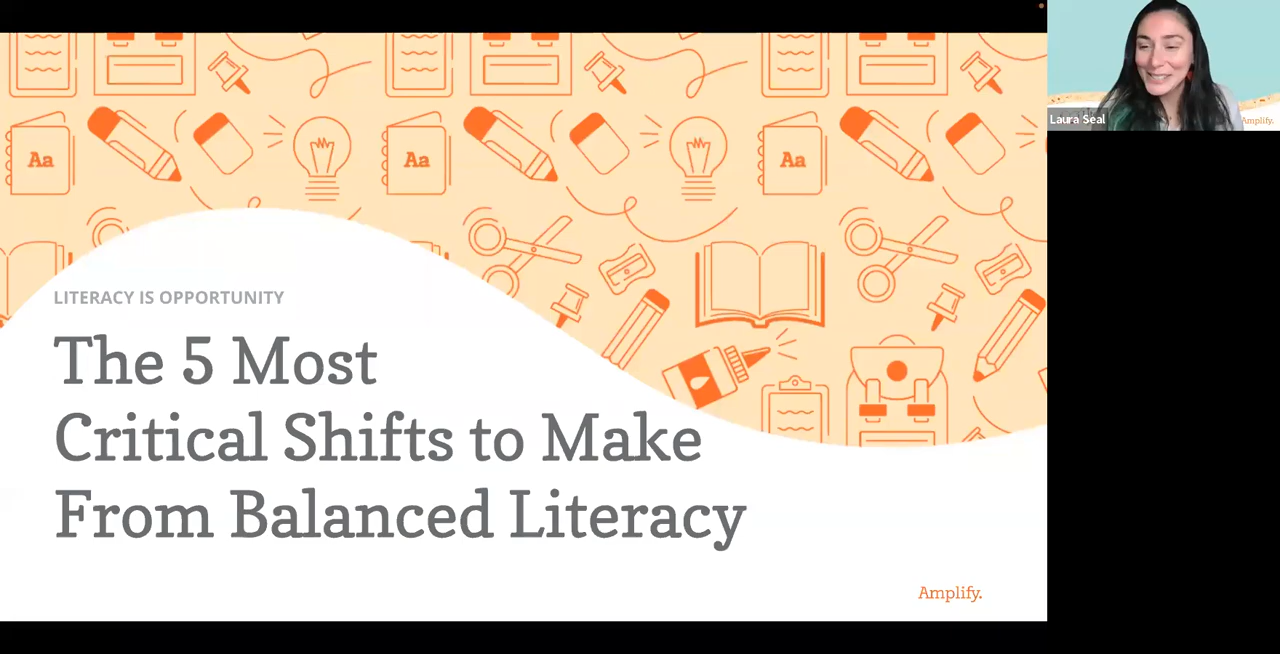 Aa
Aa
Aa
LITERACY IS OPPORTUNITY
The 5 Most
Critical Shifts to Make
From Balanced Literacy
Amplify.
Laura Seal
Amplify.